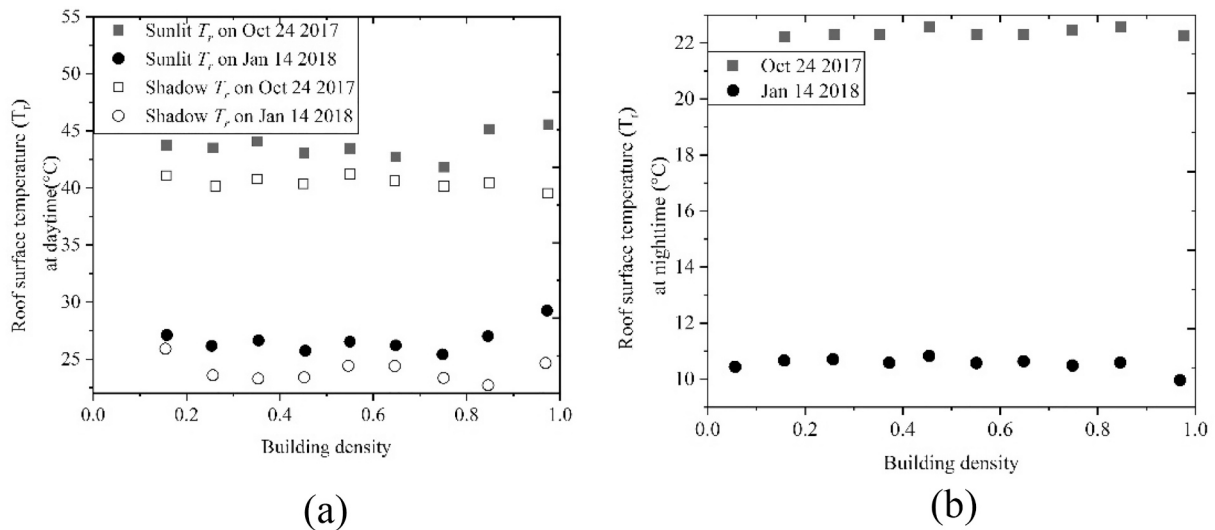 55
50
45
40
35
30
25
Roof surface temperature (Tᵣ)
at daytime(°C)
Sunlit Tᵣ on Oct 24 2017
Sunlit Tᵣ on Jan 14 2018
Shadow Tᵣ on Oct 24 2017
Shadow Tᵣ on Jan 14 2018
0.0 0.2 0.4 0.6 0.8 1.0
Building density
(a)
22
20
18
16
14
12
10
Roof surface temperature (Tᵣ)
at nighttime (°C)
Oct 24 2017
Jan 14 2018
0.0 0.2 0.4 0.6 0.8 1.0
Building density
(b)